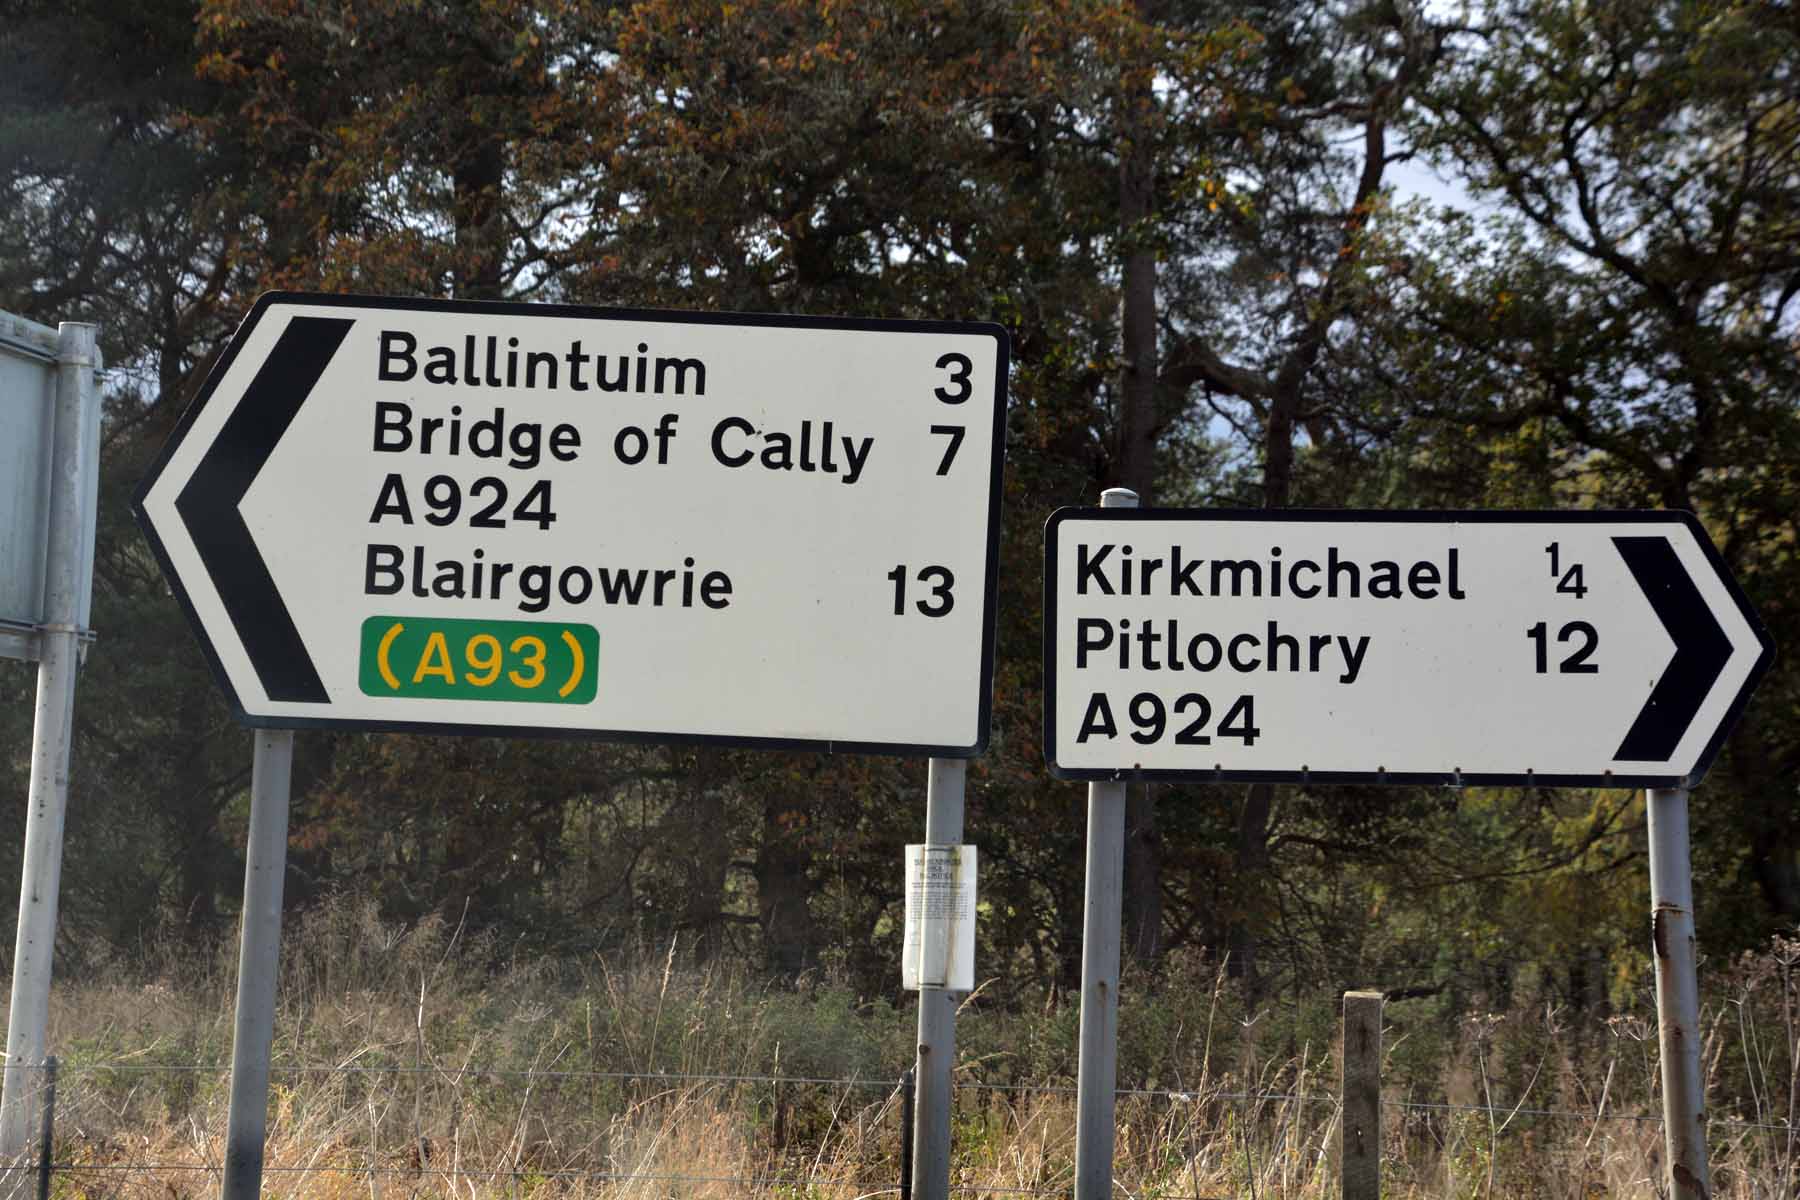 Ballintuim 3
Bridge of Cally 7
A924
Blairgowrie 13
(A93)
Kirkmichael 1/4
Pitlochry 12
A924